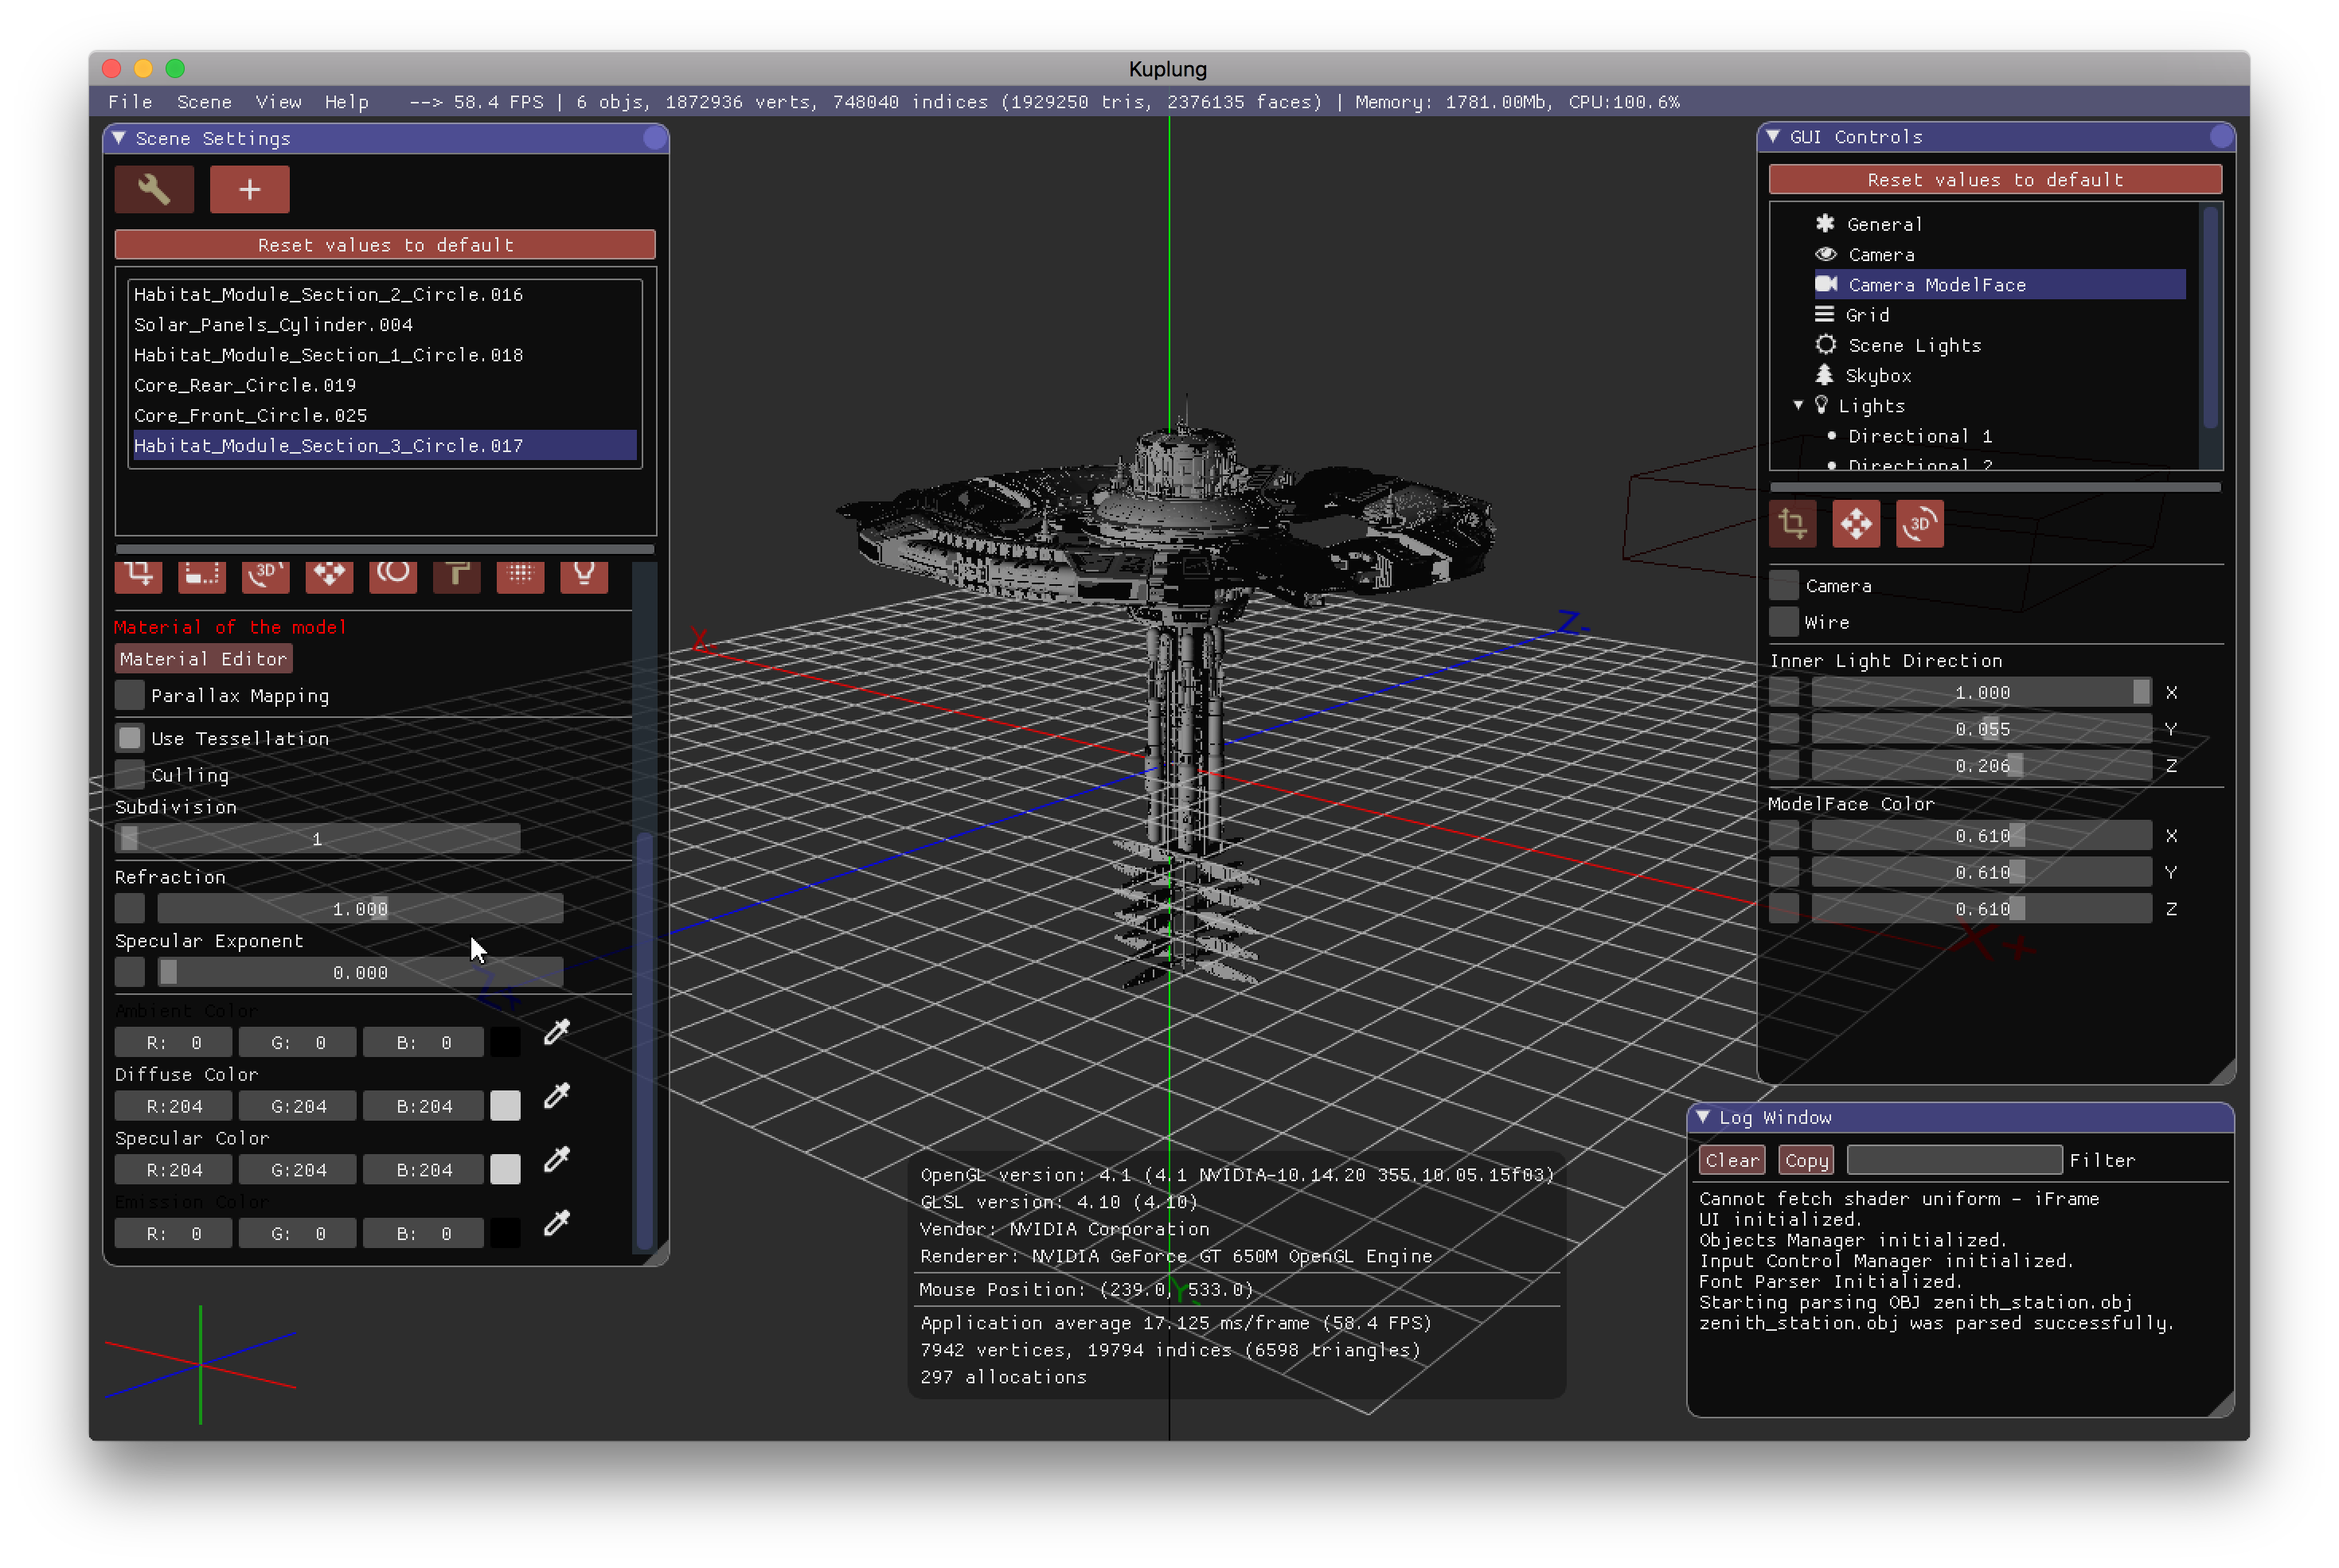 Kuplung
File Scene View Help --> 58.4 FPS | 6 objs, 1872936 verts, 748040 indices (1929250 tris, 2376135 faces) | Memory: 1781.00Mb, CPU:100.6%
Scene Settings
+
Reset values to default
Habitat_Module_Section_2_Circle.016
Solar_Panels_Cylinder.004
Habitat_Module_Section_1_Circle.018
Core_Rear_Circle.019
Core_Front_Circle.025
Habitat_Module_Section_3_Circle.017
3D
Material of the model
Material Editor
Parallax Mapping
Use Tessellation
Culling
Subdivision
1
Refraction
1.000
Specular Exponent
0.000
Ambient Color
R: 0 G: 0 B: 0
Diffuse Color
R:204 G:204 B:204
Specular Color
R:204 G:204 B:204
Emission Color
R: 0 G: 0 B: 0
X-
Z-
X+
Y-
OpenGL version: 4.1 (4.1 NVIDIA-10.14.20 355.10.05.15f03)
GLSL version: 4.10 (4.10)
Vendor: NVIDIA Corporation
Renderer: NVIDIA GeForce GT 650M OpenGL Engine
Mouse Position: (239.0, 533.0)
Application average 17.125 ms/frame (58.4 FPS)
7942 vertices, 19794 indices (6598 triangles)
297 allocations
GUI Controls
Reset values to default
General
Camera
Camera ModelFace
Grid
Scene Lights
Skybox
Lights
Directional 1
Directional 2
3D
Camera
Wire
Inner Light Direction
1.000 X
0.055 Y
0.206 Z
ModelFace Color
0.610 X
0.610 Y
0.610 Z
Log Window
Clear Copy Filter
Cannot fetch shader uniform - iFrame
UI initialized.
Objects Manager initialized.
Input Control Manager initialized.
Font Parser Initialized.
Starting parsing OBJ zenith_station.obj
zenith_station.obj was parsed successfully.